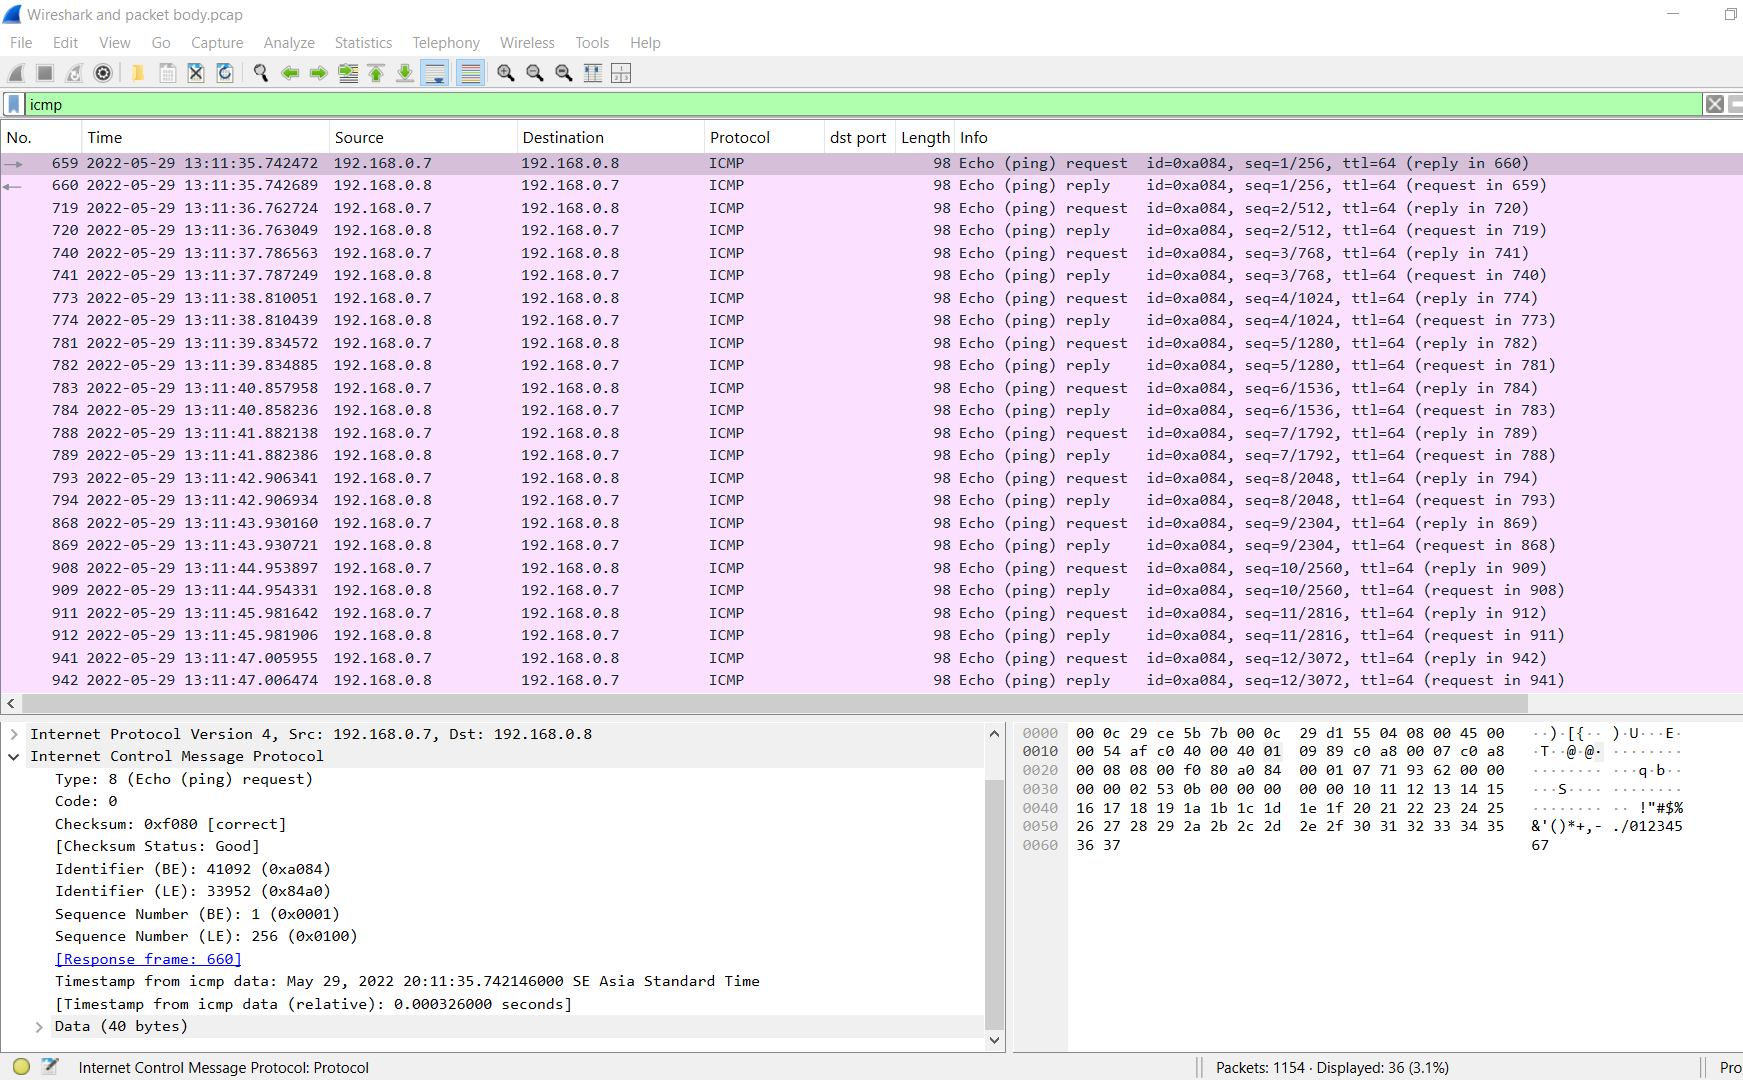 Wireshark and packet body.pcap
File Edit View Go Capture Analyze Statistics Telephony Wireless Tools Help
icmp
No. Time Source Destination Protocol dst port Length Info
659 2022-05-29 13:11:35.742472 192.168.0.7 192.168.0.8 ICMP 98 Echo (ping) request id=0xa084, seq=1/256, ttl=64 (reply in 660)
660 2022-05-29 13:11:35.742689 192.168.0.8 192.168.0.7 ICMP 98 Echo (ping) reply id=0xa084, seq=1/256, ttl=64 (request in 659)
719 2022-05-29 13:11:36.762724 192.168.0.7 192.168.0.8 ICMP 98 Echo (ping) request id=0xa084, seq=2/512, ttl=64 (reply in 720)
720 2022-05-29 13:11:36.763049 192.168.0.8 192.168.0.7 ICMP 98 Echo (ping) reply id=0xa084, seq=2/512, ttl=64 (request in 719)
740 2022-05-29 13:11:37.786563 192.168.0.7 192.168.0.8 ICMP 98 Echo (ping) request id=0xa084, seq=3/768, ttl=64 (reply in 741)
741 2022-05-29 13:11:37.787249 192.168.0.8 192.168.0.7 ICMP 98 Echo (ping) reply id=0xa084, seq=3/768, ttl=64 (request in 740)
773 2022-05-29 13:11:38.810051 192.168.0.7 192.168.0.8 ICMP 98 Echo (ping) request id=0xa084, seq=4/1024, ttl=64 (reply in 774)
774 2022-05-29 13:11:38.810439 192.168.0.8 192.168.0.7 ICMP 98 Echo (ping) reply id=0xa084, seq=4/1024, ttl=64 (request in 773)
781 2022-05-29 13:11:39.834572 192.168.0.7 192.168.0.8 ICMP 98 Echo (ping) request id=0xa084, seq=5/1280, ttl=64 (reply in 782)
782 2022-05-29 13:11:39.834885 192.168.0.8 192.168.0.7 ICMP 98 Echo (ping) reply id=0xa084, seq=5/1280, ttl=64 (request in 781)
783 2022-05-29 13:11:40.857958 192.168.0.7 192.168.0.8 ICMP 98 Echo (ping) request id=0xa084, seq=6/1536, ttl=64 (reply in 784)
784 2022-05-29 13:11:40.858236 192.168.0.8 192.168.0.7 ICMP 98 Echo (ping) reply id=0xa084, seq=6/1536, ttl=64 (request in 783)
788 2022-05-29 13:11:41.882138 192.168.0.7 192.168.0.8 ICMP 98 Echo (ping) request id=0xa084, seq=7/1792, ttl=64 (reply in 789)
789 2022-05-29 13:11:41.882386 192.168.0.8 192.168.0.7 ICMP 98 Echo (ping) reply id=0xa084, seq=7/1792, ttl=64 (request in 788)
793 2022-05-29 13:11:42.906341 192.168.0.7 192.168.0.8 ICMP 98 Echo (ping) request id=0xa084, seq=8/2048, ttl=64 (reply in 794)
794 2022-05-29 13:11:42.906934 192.168.0.8 192.168.0.7 ICMP 98 Echo (ping) reply id=0xa084, seq=8/2048, ttl=64 (request in 793)
868 2022-05-29 13:11:43.930160 192.168.0.7 192.168.0.8 ICMP 98 Echo (ping) request id=0xa084, seq=9/2304, ttl=64 (reply in 869)
869 2022-05-29 13:11:43.930721 192.168.0.8 192.168.0.7 ICMP 98 Echo (ping) reply id=0xa084, seq=9/2304, ttl=64 (request in 868)
908 2022-05-29 13:11:44.953897 192.168.0.7 192.168.0.8 ICMP 98 Echo (ping) request id=0xa084, seq=10/2560, ttl=64 (reply in 909)
909 2022-05-29 13:11:44.954331 192.168.0.8 192.168.0.7 ICMP 98 Echo (ping) reply id=0xa084, seq=10/2560, ttl=64 (request in 908)
911 2022-05-29 13:11:45.981642 192.168.0.7 192.168.0.8 ICMP 98 Echo (ping) request id=0xa084, seq=11/2816, ttl=64 (reply in 912)
912 2022-05-29 13:11:45.981906 192.168.0.8 192.168.0.7 ICMP 98 Echo (ping) reply id=0xa084, seq=11/2816, ttl=64 (request in 911)
941 2022-05-29 13:11:47.005955 192.168.0.7 192.168.0.8 ICMP 98 Echo (ping) request id=0xa084, seq=12/3072, ttl=64 (reply in 942)
942 2022-05-29 13:11:47.006474 192.168.0.8 192.168.0.7 ICMP 98 Echo (ping) reply id=0xa084, seq=12/3072, ttl=64 (request in 941)
Internet Protocol Version 4, Src: 192.168.0.7, Dst: 192.168.0.8
Internet Control Message Protocol
Type: 8 (Echo (ping) request)
Code: 0
Checksum: 0xf080 [correct]
[Checksum Status: Good]
Identifier (BE): 41092 (0xa084)
Identifier (LE): 33952 (0x84a0)
Sequence Number (BE): 1 (0x0001)
Sequence Number (LE): 256 (0x0100)
[Response frame: 660]
Timestamp from icmp data: May 29, 2022 20:11:35.742146000 SE Asia Standard Time
[Timestamp from icmp data (relative): 0.000326000 seconds]
Data (40 bytes)
0000 00 0c 29 ce 5b 7b 00 0c 29 d1 55 04 08 00 45 00 ··)·[{·· )·U···E·
0010 00 54 af c0 40 00 40 01 09 89 c0 a8 00 07 c0 a8 ·T··@·@· ········
0020 00 08 08 00 f0 80 a0 84 00 01 07 71 93 62 00 00 ········ ···q·b··
0030 00 00 02 53 0b 00 00 00 00 00 10 11 12 13 14 15 ···S···· ········
0040 16 17 18 19 1a 1b 1c 1d 1e 1f 20 21 22 23 24 25 ········ ·· !"#$%
0050 26 27 28 29 2a 2b 2c 2d 2e 2f 30 31 32 33 34 35 &'()*+,- ./012345
0060 36 37 67
Internet Control Message Protocol: Protocol
Packets: 1154 · Displayed: 36 (3.1%)
Pro